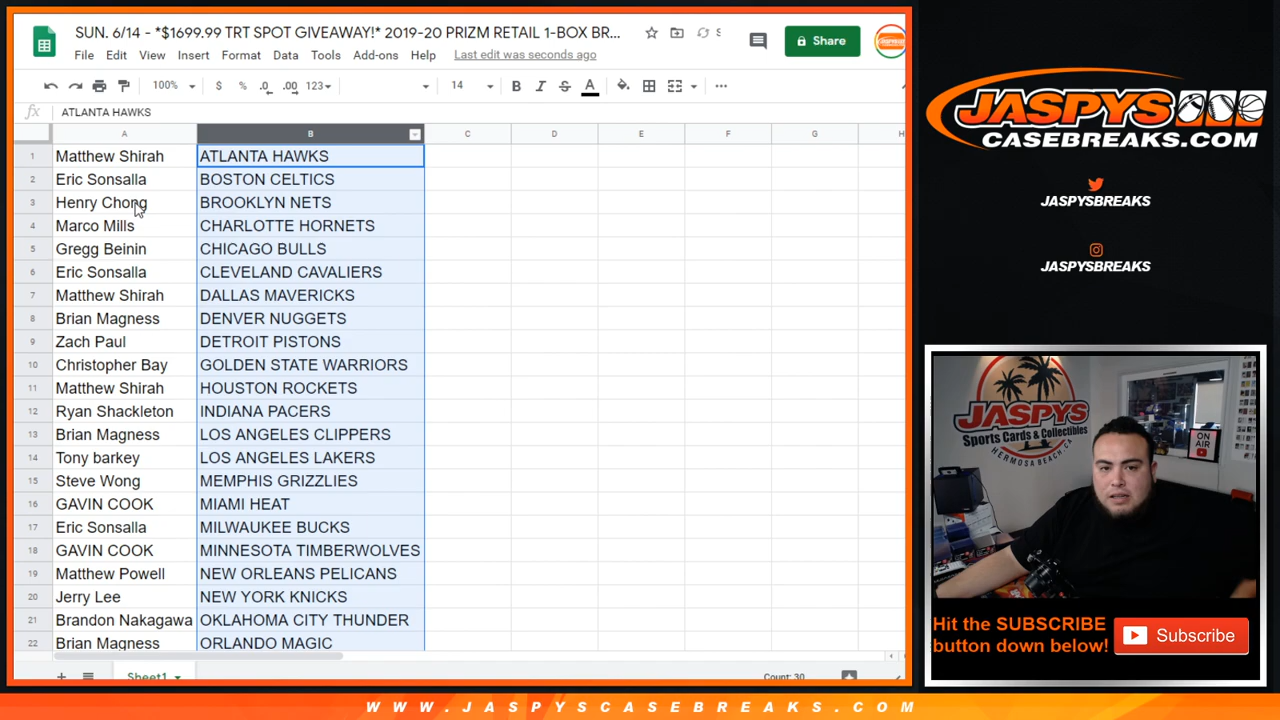 SUN. 6/14 - *$1699.99 TRT SPOT GIVEAWAY!* 2019-20 PRIZM RETAIL 1-BOX BR...
File Edit View Insert Format Data Tools Add-ons Help Last edit was seconds ago
Share
100% $ % .0 .00 123 14 B I S A
fx ATLANTA HAWKS
A B C D E F G H
1 Matthew Shirah ATLANTA HAWKS
2 Eric Sonsalla BOSTON CELTICS
3 Henry Chong BROOKLYN NETS
4 Marco Mills CHARLOTTE HORNETS
5 Gregg Beinin CHICAGO BULLS
6 Eric Sonsalla CLEVELAND CAVALIERS
7 Matthew Shirah DALLAS MAVERICKS
8 Brian Magness DENVER NUGGETS
9 Zach Paul DETROIT PISTONS
10 Christopher Bay GOLDEN STATE WARRIORS
11 Matthew Shirah HOUSTON ROCKETS
12 Ryan Shackleton INDIANA PACERS
13 Brian Magness LOS ANGELES CLIPPERS
14 Tony barkey LOS ANGELES LAKERS
15 Steve Wong MEMPHIS GRIZZLIES
16 GAVIN COOK MIAMI HEAT
17 Eric Sonsalla MILWAUKEE BUCKS
18 GAVIN COOK MINNESOTA TIMBERWOLVES
19 Matthew Powell NEW ORLEANS PELICANS
20 Jerry Lee NEW YORK KNICKS
21 Brandon Nakagawa OKLAHOMA CITY THUNDER
22 Brian Magness ORLANDO MAGIC
Sheet1
Count: 30
JASPYS
CASEBREAKS.COM
JASPYSBREAKS
JASPYSBREAKS
JASPYS
Sports Cards & Collectibles
HERMOSA BEACH, CA
ON AIR
Hit the SUBSCRIBE
button down below!
Subscribe
WWW.JASPYSCASEBREAKS.COM